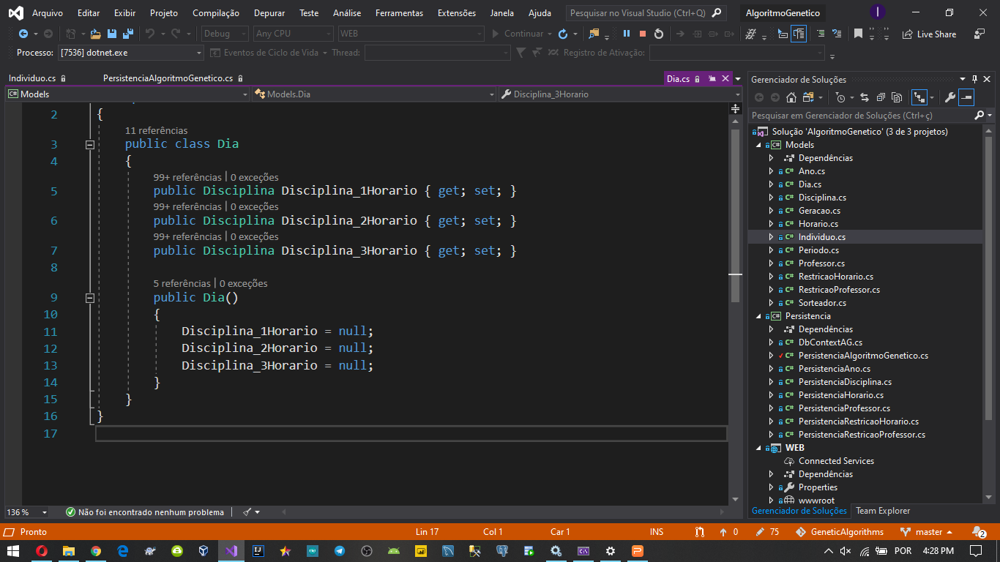 Arquivo Editar Exibir Projeto Compilação Depurar Teste Análise Ferramentas Extensões Janela Ajuda Pesquisar no Visual Studio (Ctrl+Q) AlgoritmoGenetico I
Debug Any CPU WEB Continuar Live Share
Processo: [7536] dotnet.exe Eventos de Ciclo de Vida Thread: Registro de Ativação:
Individuo.cs PersistenciaAlgoritmoGenetico.cs Dia.cs
C# Models Models.Dia Disciplina_3Horario
2 {
11 referências
3 public class Dia
4 {
99+ referências | 0 exceções
5 public Disciplina Disciplina_1Horario { get; set; }
99+ referências | 0 exceções
6 public Disciplina Disciplina_2Horario { get; set; }
99+ referências | 0 exceções
7 public Disciplina Disciplina_3Horario { get; set; }
8
5 referências | 0 exceções
9 public Dia()
10 {
11 Disciplina_1Horario = null;
12 Disciplina_2Horario = null;
13 Disciplina_3Horario = null;
14 }
15 }
16 }
17
136 % Não foi encontrado nenhum problema
Gerenciador de Soluções
Pesquisar em Gerenciador de Soluções (Ctrl+ç)
Solução 'AlgoritmoGenetico' (3 de 3 projetos)
C# Models
Dependências
C# Ano.cs
C# Dia.cs
C# Disciplina.cs
C# Geracao.cs
C# Horario.cs
C# Individuo.cs
C# Periodo.cs
C# Professor.cs
C# RestricaoHorario.cs
C# RestricaoProfessor.cs
C# Sorteador.cs
C# Persistencia
Dependências
C# DbContextAG.cs
C# PersistenciaAlgoritmoGenetico.cs
C# PersistenciaAno.cs
C# PersistenciaDisciplina.cs
C# PersistenciaHorario.cs
C# PersistenciaProfessor.cs
C# PersistenciaRestricaoHorario.cs
C# PersistenciaRestricaoProfessor.cs
WEB
Connected Services
Dependências
Properties
wwwroot
Gerenciador de Soluções Team Explorer
Pronto Lin 17 Col 1 Car 1 INS 0 75 GeneticAlgorithms master 2
POR 4:28 PM